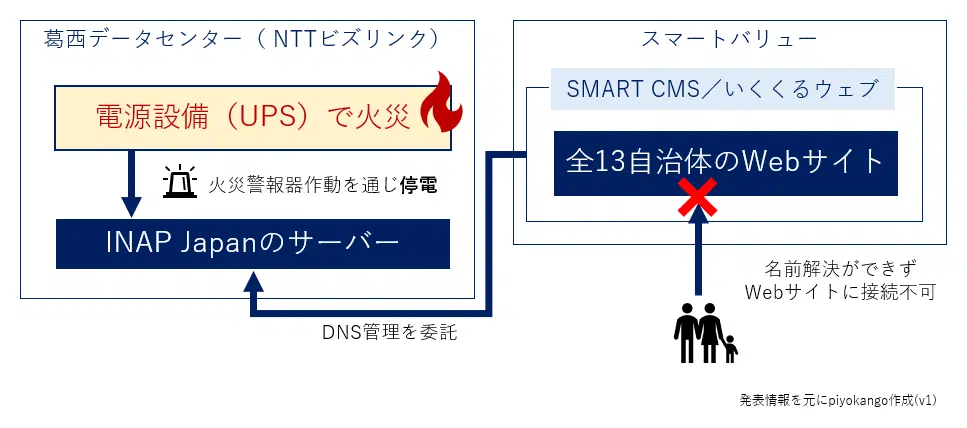 葛西データセンター（ NTTビズリンク）
電源設備（UPS）で火災
火災警報器作動を通じ停電
INAP Japanのサーバー
DNS管理を委託
スマートバリュー
SMART CMS／いくくるウェブ
全13自治体のWebサイト
名前解決ができず
Webサイトに接続不可
発表情報を元にpiyokango作成(v1)